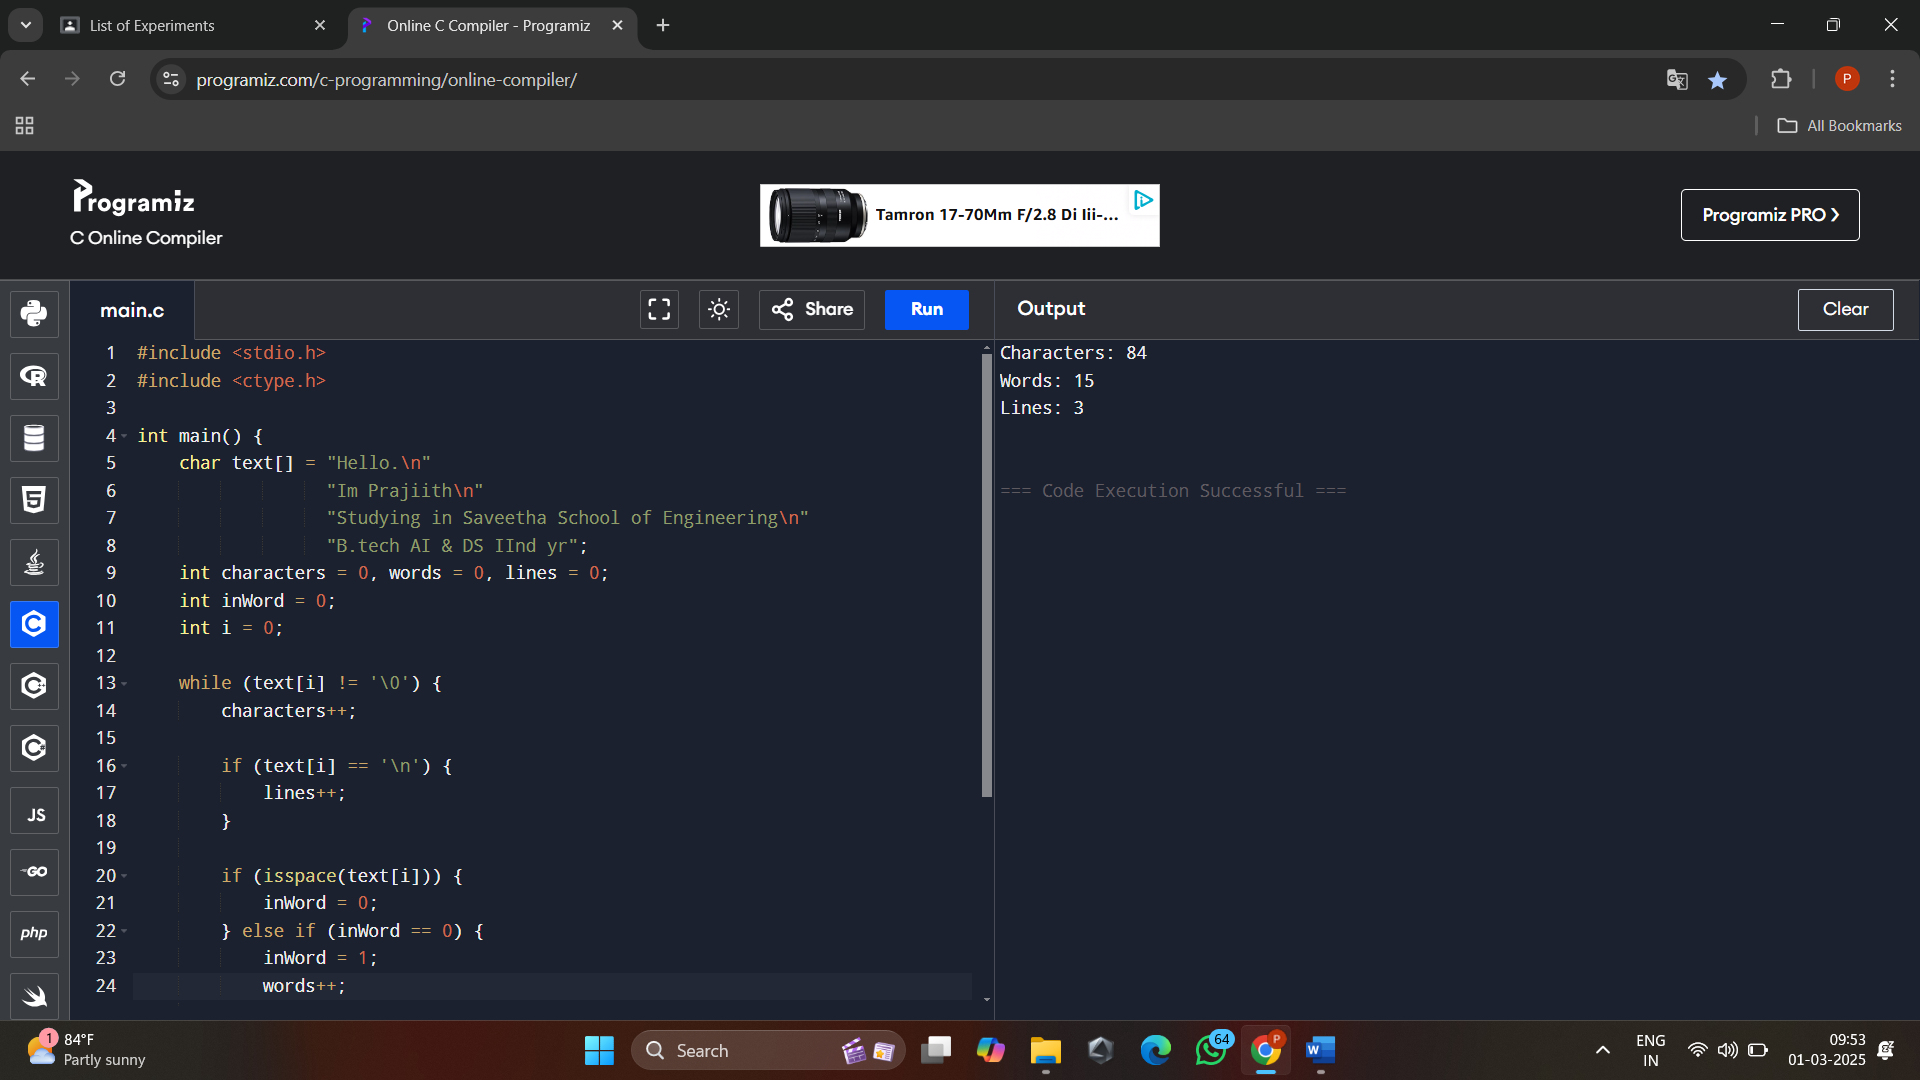 List of Experiments
Online C Compiler - Programiz
programiz.com/c-programming/online-compiler/
P
All Bookmarks
Programiz
C Online Compiler
Tamron 17-70Mm F/2.8 Di Iii-...
Programiz PRO >
main.c
Share
Run
Output
Clear
1 #include <stdio.h>
2 #include <ctype.h>
3
4 int main() {
5 char text[] = "Hello.\n"
6 "Im Prajiith\n"
7 "Studying in Saveetha School of Engineering\n"
8 "B.tech AI & DS IInd yr";
9 int characters = 0, words = 0, lines = 0;
10 int inWord = 0;
11 int i = 0;
12
13 while (text[i] != '\0') {
14 characters++;
15
16 if (text[i] == '\n') {
17 lines++;
18 }
19
20 if (isspace(text[i])) {
21 inWord = 0;
22 } else if (inWord == 0) {
23 inWord = 1;
24 words++;
Characters: 84
Words: 15
Lines: 3
=== Code Execution Successful ===
JS
GO
php
1
84°F
Partly sunny
Search
64
P
W
ENG
IN
09:53
01-03-2025